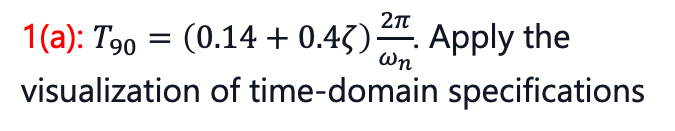 1(a): T₉₀ = (0.14 + 0.4ζ) 2π/ωₙ. Apply the
visualization of time-domain specifications